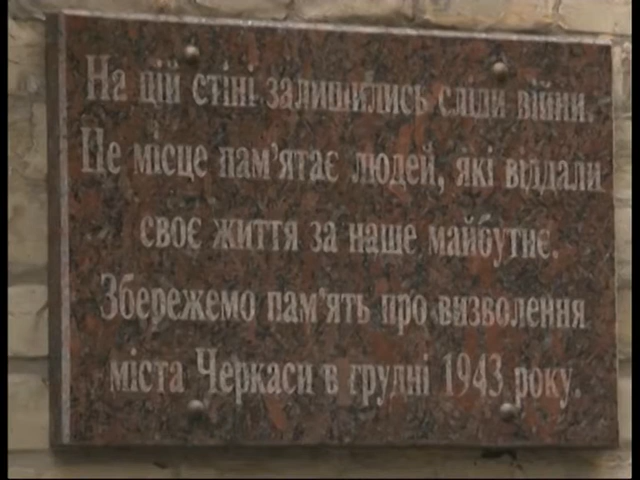 На цій стіні залишились сліди війни.
Це місце пам'ятає людей, які віддали
своє життя за наше майбутнє.
Збережемо пам'ять про визволення
міста Черкаси в грудні 1943 року.